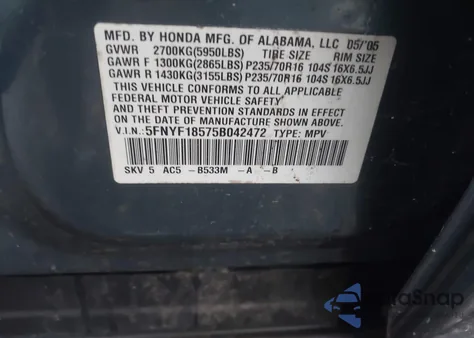 MFD. BY HONDA MFG. OF ALABAMA, LLC 05/'05
GVWR 2700KG(5950LBS) TIRE SIZE RIM SIZE
GAWR F 1300KG(2865LBS) P235/70R16 104S 16X6.5JJ
GAWR R 1430KG(3155LBS) P235/70R16 104S 16X6.5JJ
THIS VEHICLE CONFORMS TO ALL APPLICABLE
FEDERAL MOTOR VEHICLE SAFETY, BUMPER,
AND THEFT PREVENTION STANDARDS IN EFFECT
ON THE DATE OF MANUFACTURE SHOWN ABOVE.
V.I.N.: 5FNYF18575B042472 TYPE: MPV
SKV 5 AC5 -B533M -A -B